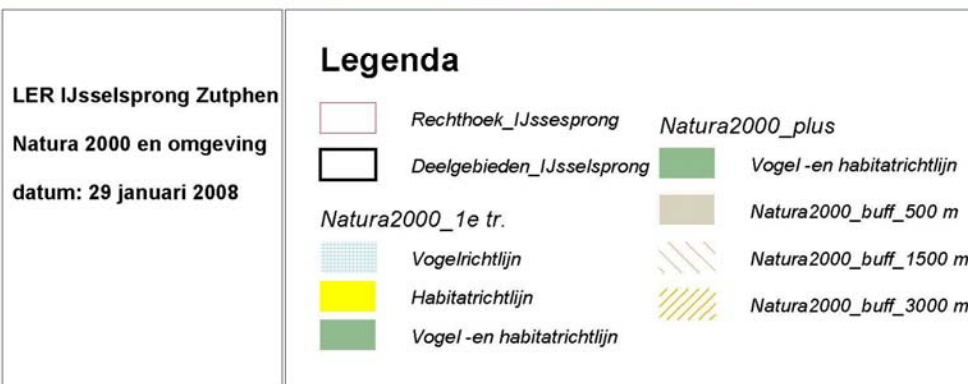 LER IJsselsprong Zutphen
Natura 2000 en omgeving
datum: 29 januari 2008
Legenda
Rechthoek_IJssesprong
Deelgebieden_IJsselsprong
Natura2000_1e tr.
Vogelrichtlijn
Habitatrichtlijn
Vogel -en habitatrichtlijn
Natura2000_plus
Vogel -en habitatrichtlijn
Natura2000_buff_500 m
Natura2000_buff_1500 m
Natura2000_buff_3000 m